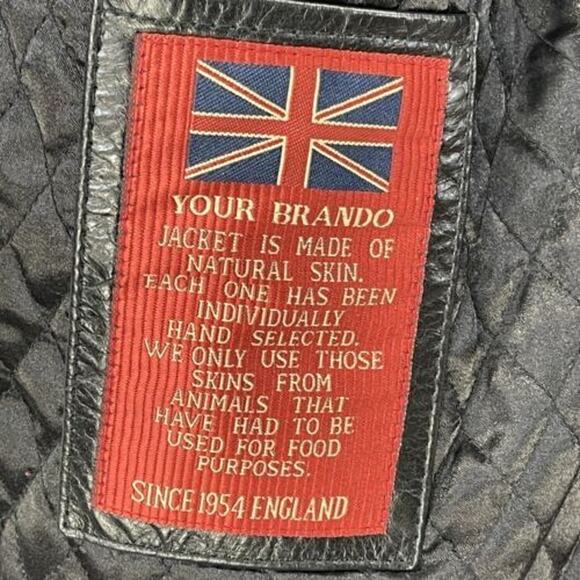 YOUR BRANDO
JACKET IS MADE OF
NATURAL SKIN.
EACH ONE HAS BEEN
INDIVIDUALLY
HAND SELECTED.
WE ONLY USE THOSE
SKINS FROM
ANIMALS THAT
HAVE HAD TO BE
USED FOR FOOD
PURPOSES.
SINCE 1954 ENGLAND